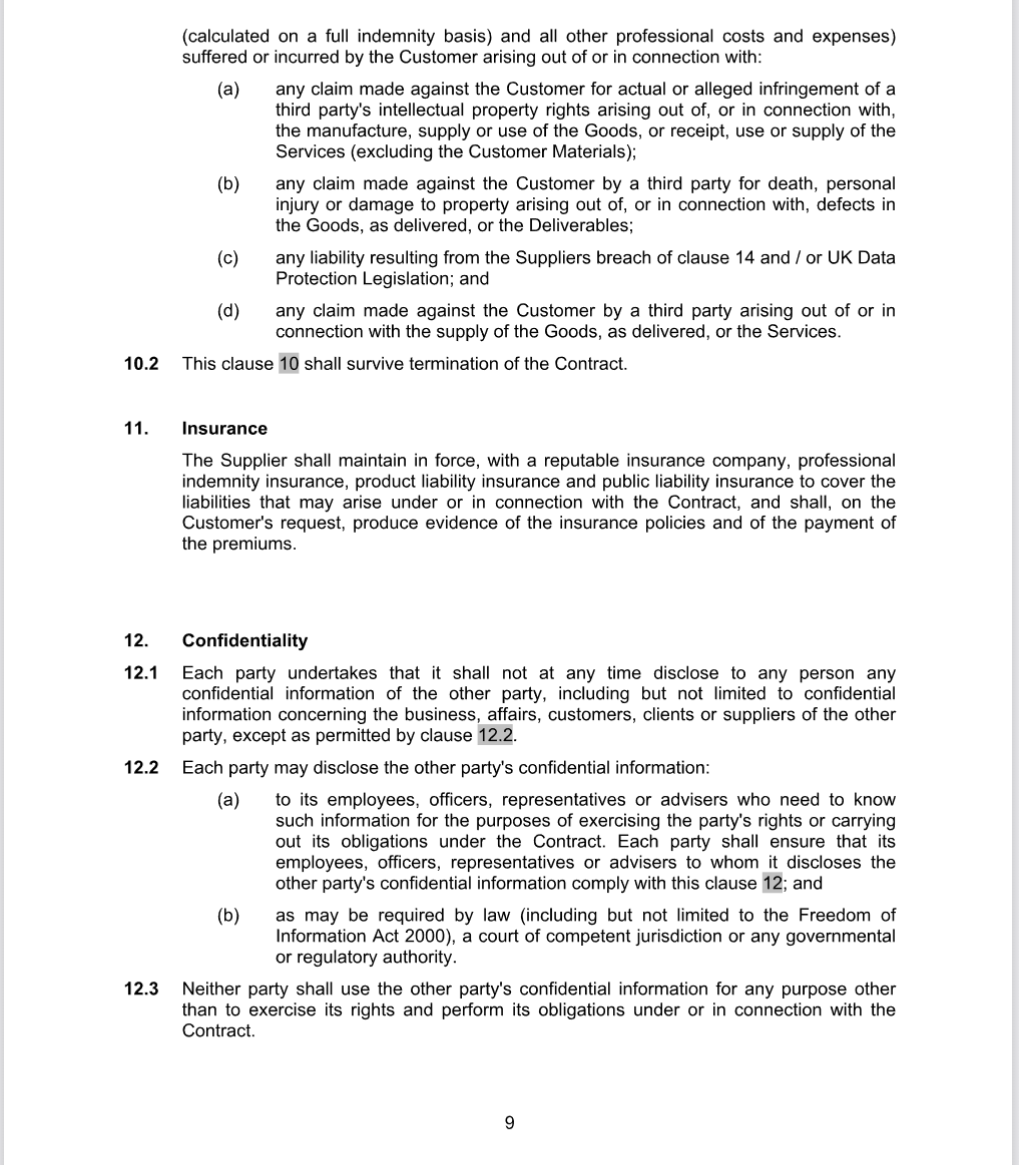 (calculated on a full indemnity basis) and all other professional costs and expenses)
suffered or incurred by the Customer arising out of or in connection with:
(a) any claim made against the Customer for actual or alleged infringement of a
third party's intellectual property rights arising out of, or in connection with,
the manufacture, supply or use of the Goods, or receipt, use or supply of the
Services (excluding the Customer Materials);
(b) any claim made against the Customer by a third party for death, personal
injury or damage to property arising out of, or in connection with, defects in
the Goods, as delivered, or the Deliverables;
(c) any liability resulting from the Suppliers breach of clause 14 and / or UK Data
Protection Legislation; and
(d) any claim made against the Customer by a third party arising out of or in
connection with the supply of the Goods, as delivered, or the Services.
10.2 This clause 10 shall survive termination of the Contract.
11. Insurance
The Supplier shall maintain in force, with a reputable insurance company, professional
indemnity insurance, product liability insurance and public liability insurance to cover the
liabilities that may arise under or in connection with the Contract, and shall, on the
Customer's request, produce evidence of the insurance policies and of the payment of
the premiums.
12. Confidentiality
12.1 Each party undertakes that it shall not at any time disclose to any person any
confidential information of the other party, including but not limited to confidential
information concerning the business, affairs, customers, clients or suppliers of the other
party, except as permitted by clause 12.2.
12.2 Each party may disclose the other party's confidential information:
(a) to its employees, officers, representatives or advisers who need to know
such information for the purposes of exercising the party's rights or carrying
out its obligations under the Contract. Each party shall ensure that its
employees, officers, representatives or advisers to whom it discloses the
other party's confidential information comply with this clause 12; and
(b) as may be required by law (including but not limited to the Freedom of
Information Act 2000), a court of competent jurisdiction or any governmental
or regulatory authority.
12.3 Neither party shall use the other party's confidential information for any purpose other
than to exercise its rights and perform its obligations under or in connection with the
Contract.
9